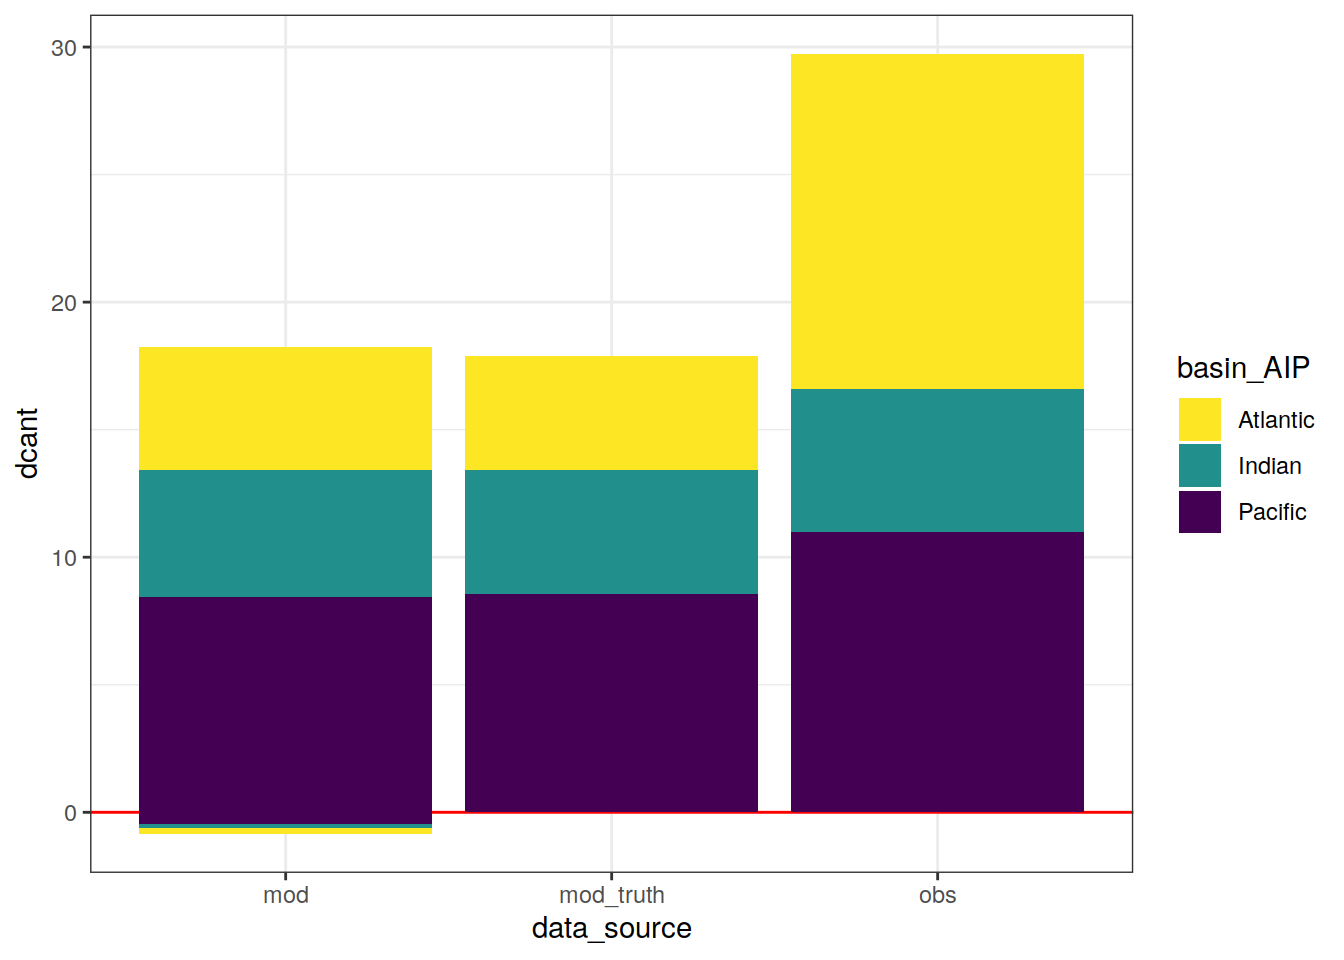 30
20
10
0
dcant
mod
mod_truth
obs
data_source
basin_AIP
Atlantic
Indian
Pacific